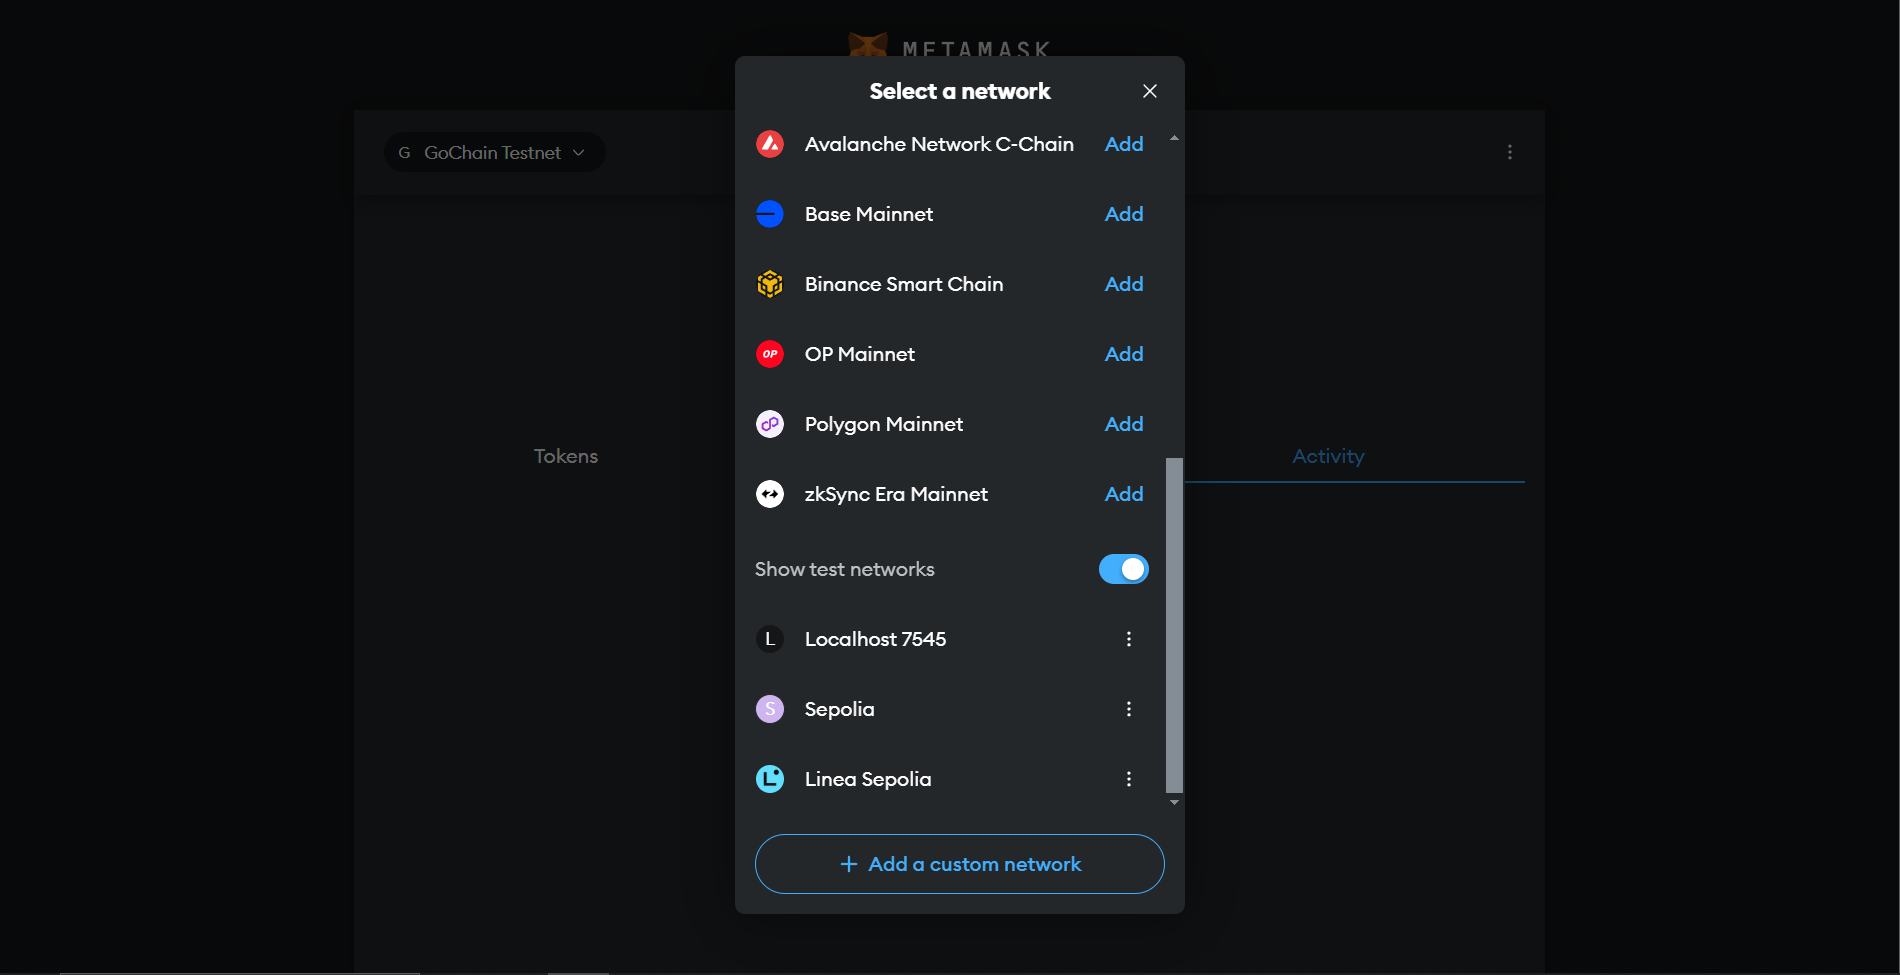 METAMASK
Select a network
G GoChain Testnet
Avalanche Network C-Chain Add
Base Mainnet Add
Binance Smart Chain Add
OP OP Mainnet Add
Polygon Mainnet Add
Tokens
Activity
zkSync Era Mainnet Add
Show test networks
L Localhost 7545
S Sepolia
L Linea Sepolia
+ Add a custom network